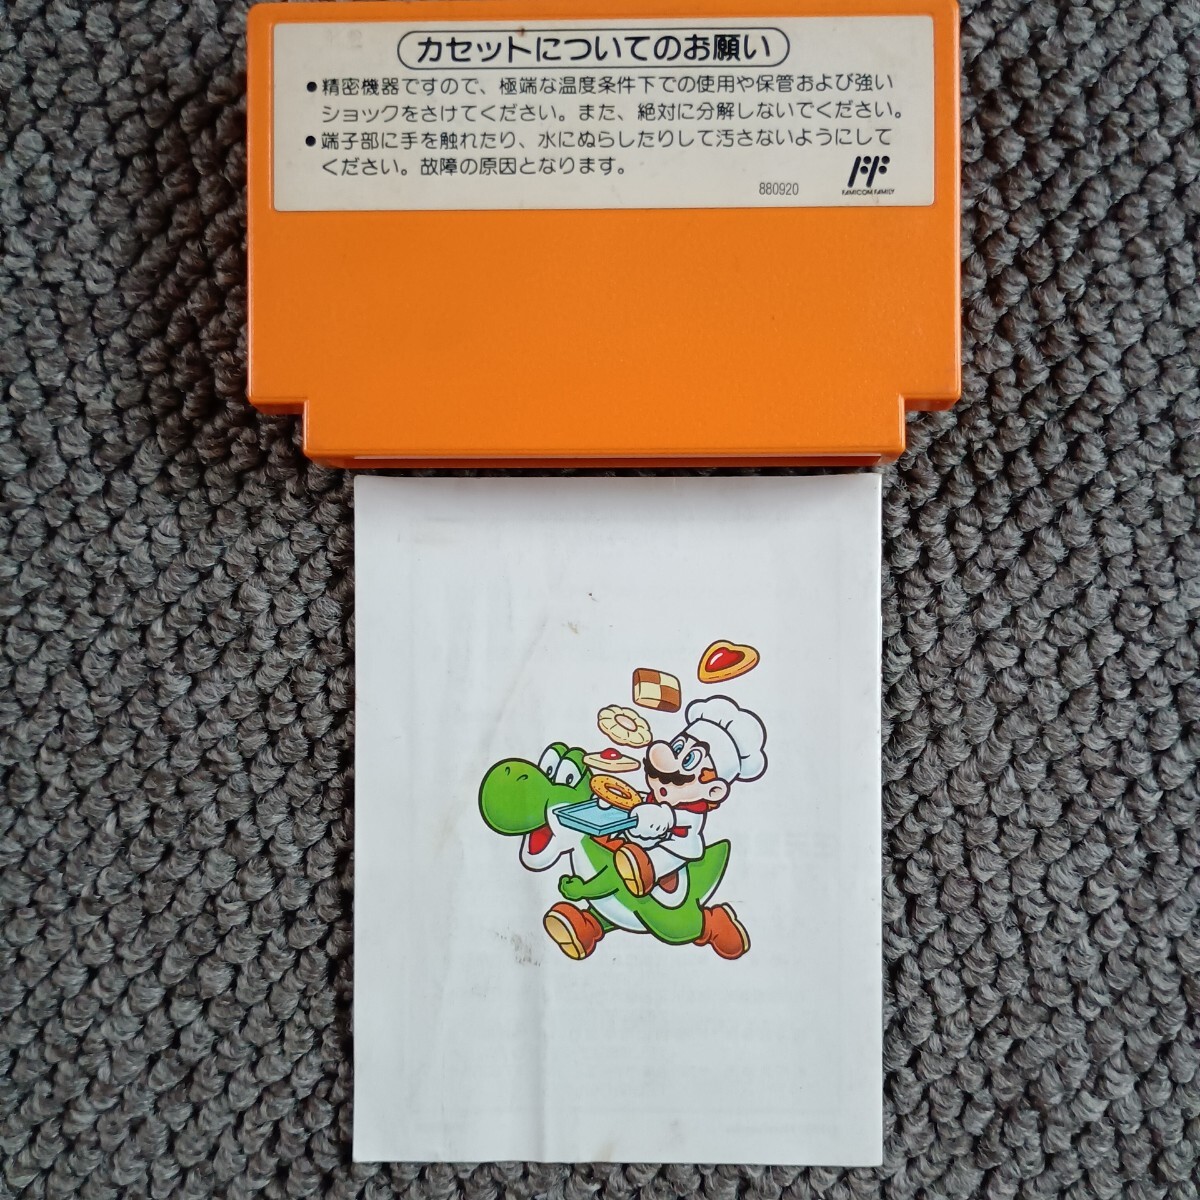 カセットについてのお願い
●精密機器ですので、極端な温度条件下での使用や保管および強い
ショックをさけてください。また、絶対に分解しないでください。
●端子部に手を触れたり、水にぬらしたりして汚さないようにして
ください。故障の原因となります。
880920
FF
FAMICOM FAMILY